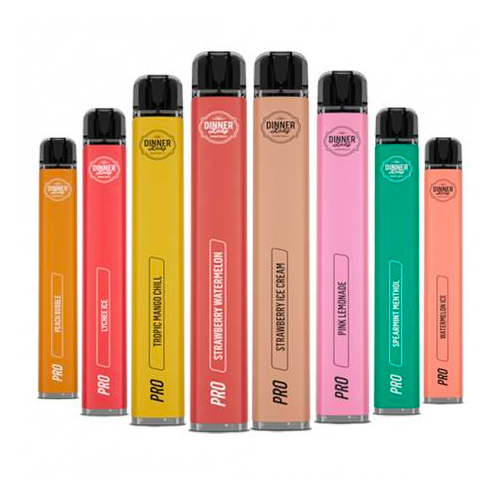 DINNER
Lady
PEACH BUBBLE
PRO
DINNER
Lady
LYCHEE ICE
PRO
DINNER
Lady
TROPIC MANGO CHILL
PRO
DINNER
Lady
STRAWBERRY WATERMELON
PRO
DINNER
Lady
STRAWBERRY ICE CREAM
PRO
DINNER
Lady
PINK LEMONADE
PRO
DINNER
Lady
SPEARMINT MENTHOL
PRO
DINNER
Lady
WATERMELON ICE
PRO